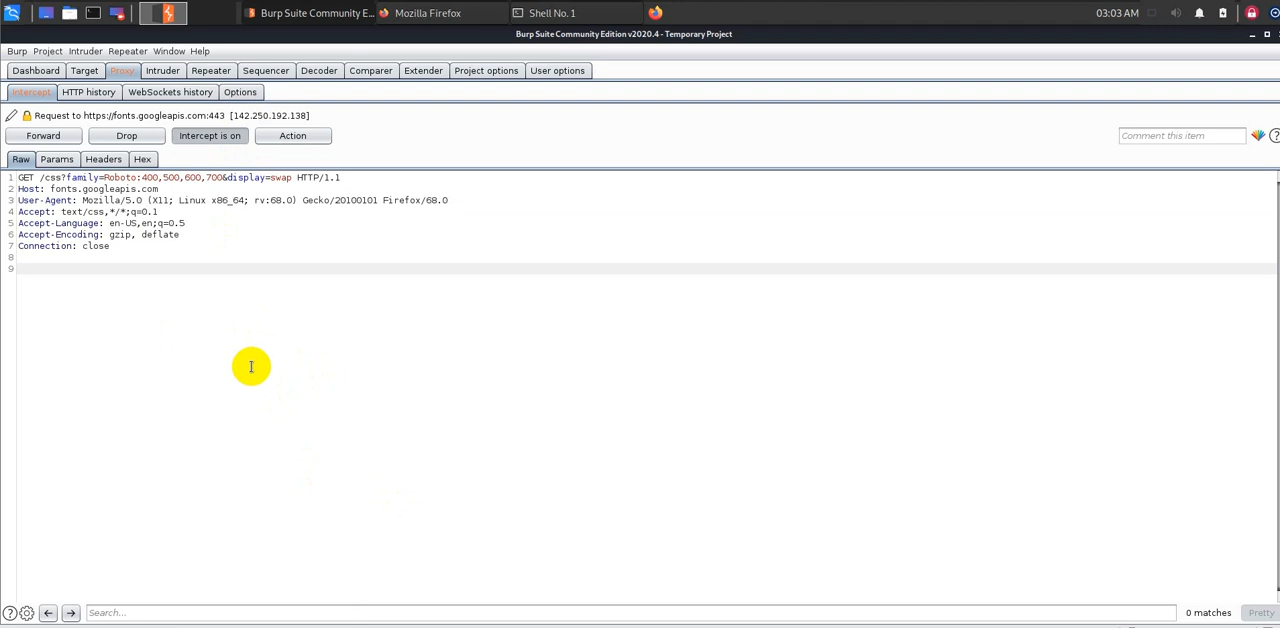 Burp Suite Community E... Mozilla Firefox Shell No. 1 03:03 AM
Burp Suite Community Edition v2020.4 - Temporary Project
Burp Project Intruder Repeater Window Help
Dashboard Target Proxy Intruder Repeater Sequencer Decoder Comparer Extender Project options User options
Intercept HTTP history WebSockets history Options
Request to https://fonts.googleapis.com:443 [142.250.192.138]
Forward Drop Intercept is on Action Comment this item ?
Raw Params Headers Hex
1 GET /css?family=Roboto:400,500,600,700&display=swap HTTP/1.1
2 Host: fonts.googleapis.com
3 User-Agent: Mozilla/5.0 (X11; Linux x86_64; rv:68.0) Gecko/20100101 Firefox/68.0
4 Accept: text/css,*/*;q=0.1
5 Accept-Language: en-US,en;q=0.5
6 Accept-Encoding: gzip, deflate
7 Connection: close
8
9
? Search... 0 matches Pretty